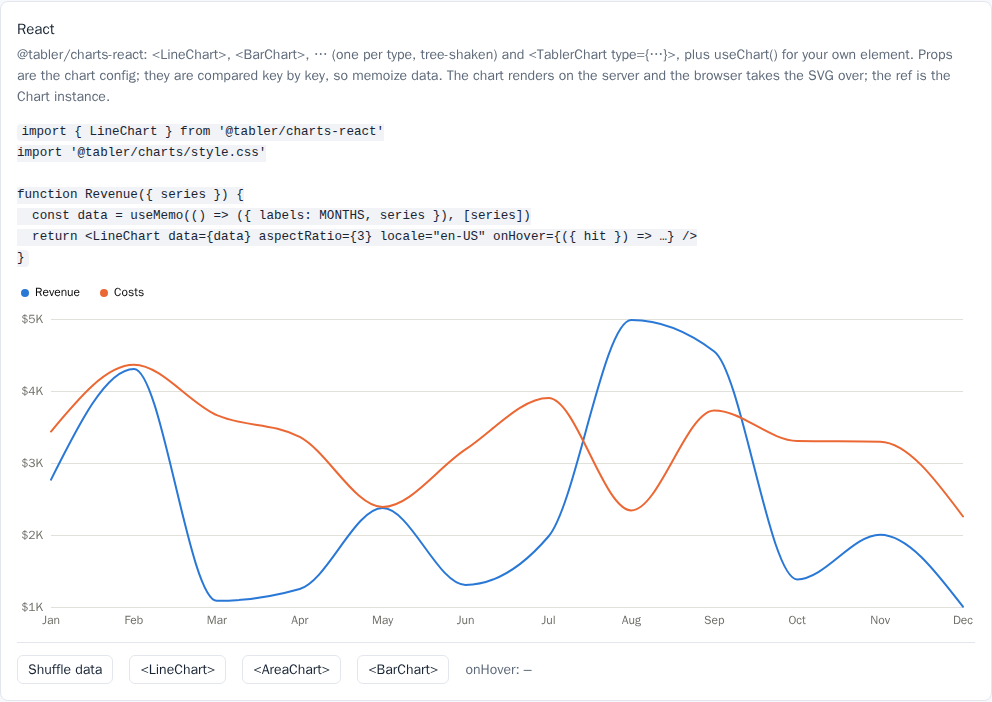 React
@tabler/charts-react: <LineChart>, <BarChart>, ⋯ (one per type, tree-shaken) and <TablerChart type={⋯}>, plus useChart() for your own element. Props
are the chart config; they are compared key by key, so memoize data. The chart renders on the server and the browser takes the SVG over; the ref is the
Chart instance.
import { LineChart } from '@tabler/charts-react'
import '@tabler/charts/style.css'
function Revenue({ series }) {
  const data = useMemo(() => ({ labels: MONTHS, series }), [series])
  return <LineChart data={data} aspectRatio={3} locale="en-US" onHover={({ hit }) => …} />
}
Revenue Costs
$5K
$4K
$3K
$2K
$1K
Jan Feb Mar Apr May Jun Jul Aug Sep Oct Nov Dec
Shuffle data <LineChart> <AreaChart> <BarChart> onHover: —